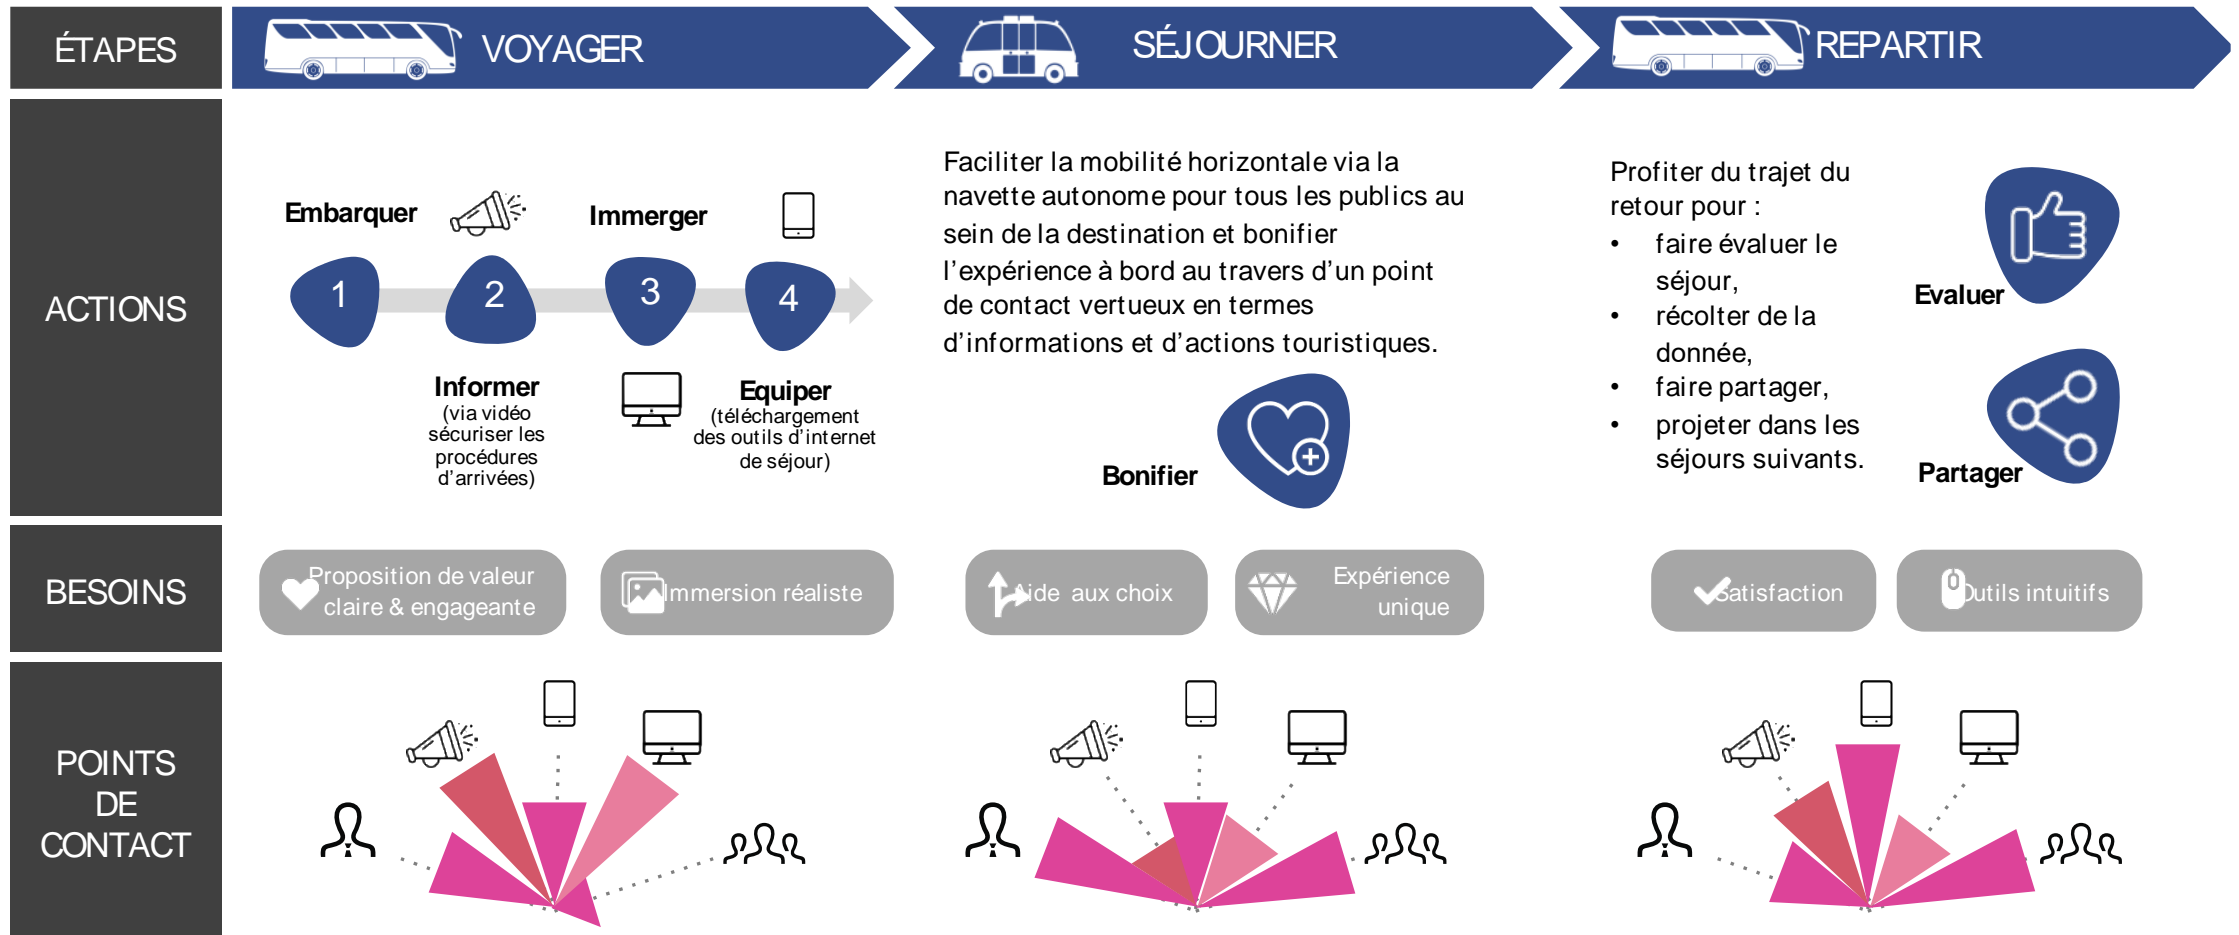 ÉTAPES
VOYAGER
SÉJOURNER
REPARTIR
ACTIONS
Embarquer
Immerger
1
2
3
4
Informer
(via vidéo
sécuriser les
procédures
d’arrivées)
Equiper
(téléchargement
des outils d’internet
de séjour)
Faciliter la mobilité horizontale via la
navette autonome pour tous les publics au
sein de la destination et bonifier
l’expérience à bord au travers d’un point
de contact vertueux en termes
d’informations et d’actions touristiques.
Bonifier
Profiter du trajet du
retour pour :
• faire évaluer le
séjour,
• récolter de la
donnée,
• faire partager,
• projeter dans les
séjours suivants.
Evaluer
Partager
BESOINS
Proposition de valeur
claire & engageante
Immersion réaliste
Aide aux choix
Expérience
unique
Satisfaction
Outils intuitifs
POINTS
DE
CONTACT